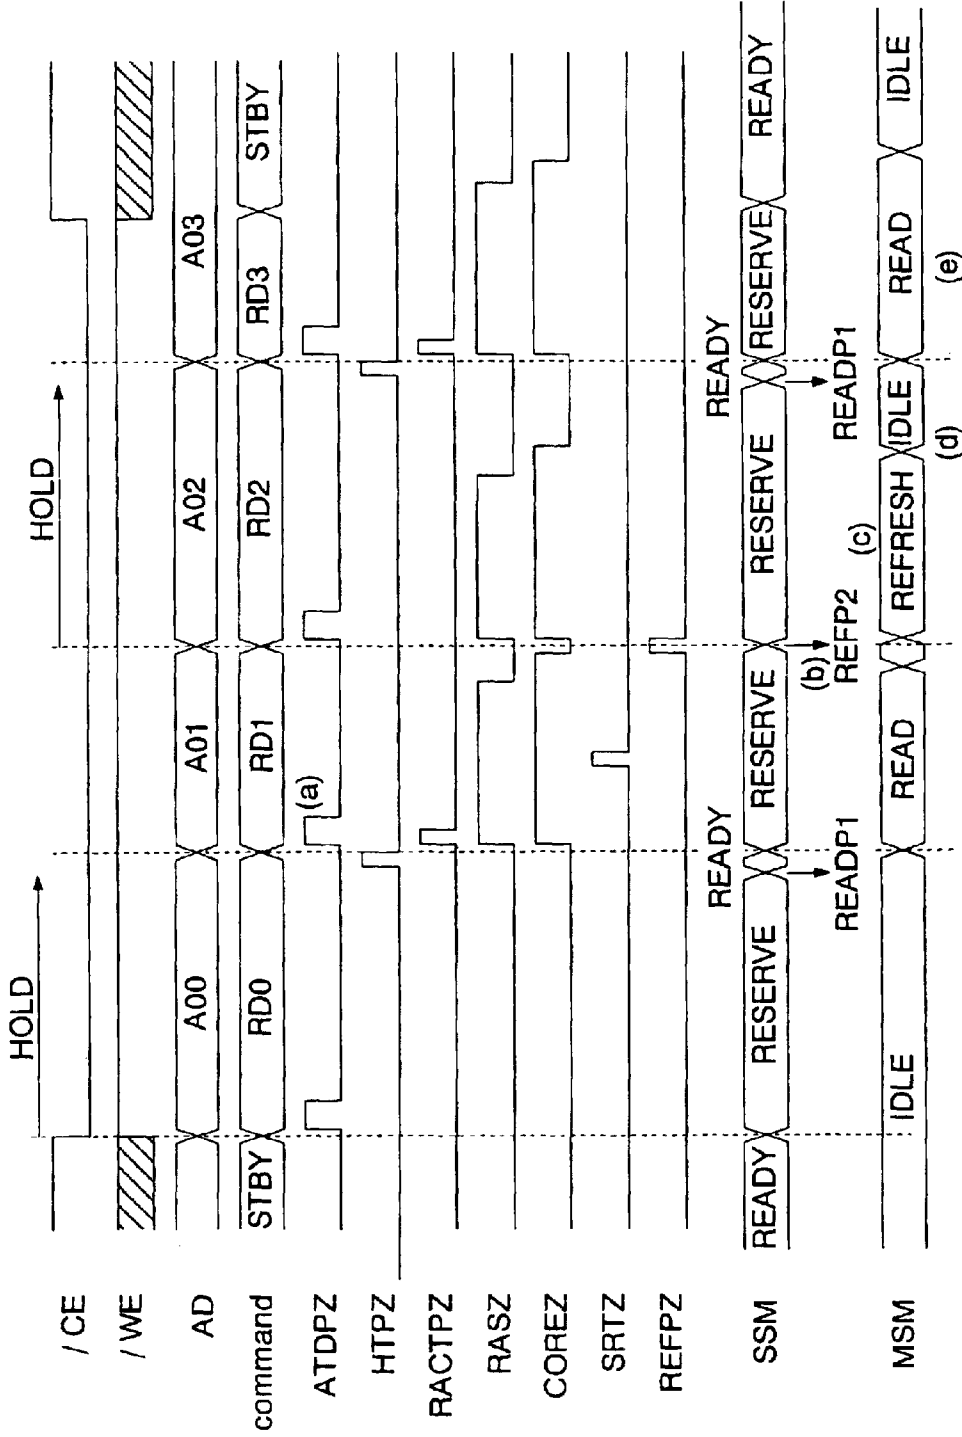 HOLD
HOLD
/ CE
/ WE
AD
A00
A01
A02
A03
command
STBY
RD0
RD1
RD2
RD3
STBY
ATDPZ
(a)
HTPZ
RACTPZ
RASZ
COREZ
SRTZ
REFPZ
READY
READY
SSM
READY
RESERVE
RESERVE
RESERVE
RESERVE
READY
READP1
(b)
REFP2
READP1
(c)
MSM
IDLE
READ
REFRESH
IDLE
READ
IDLE
(d)
(e)